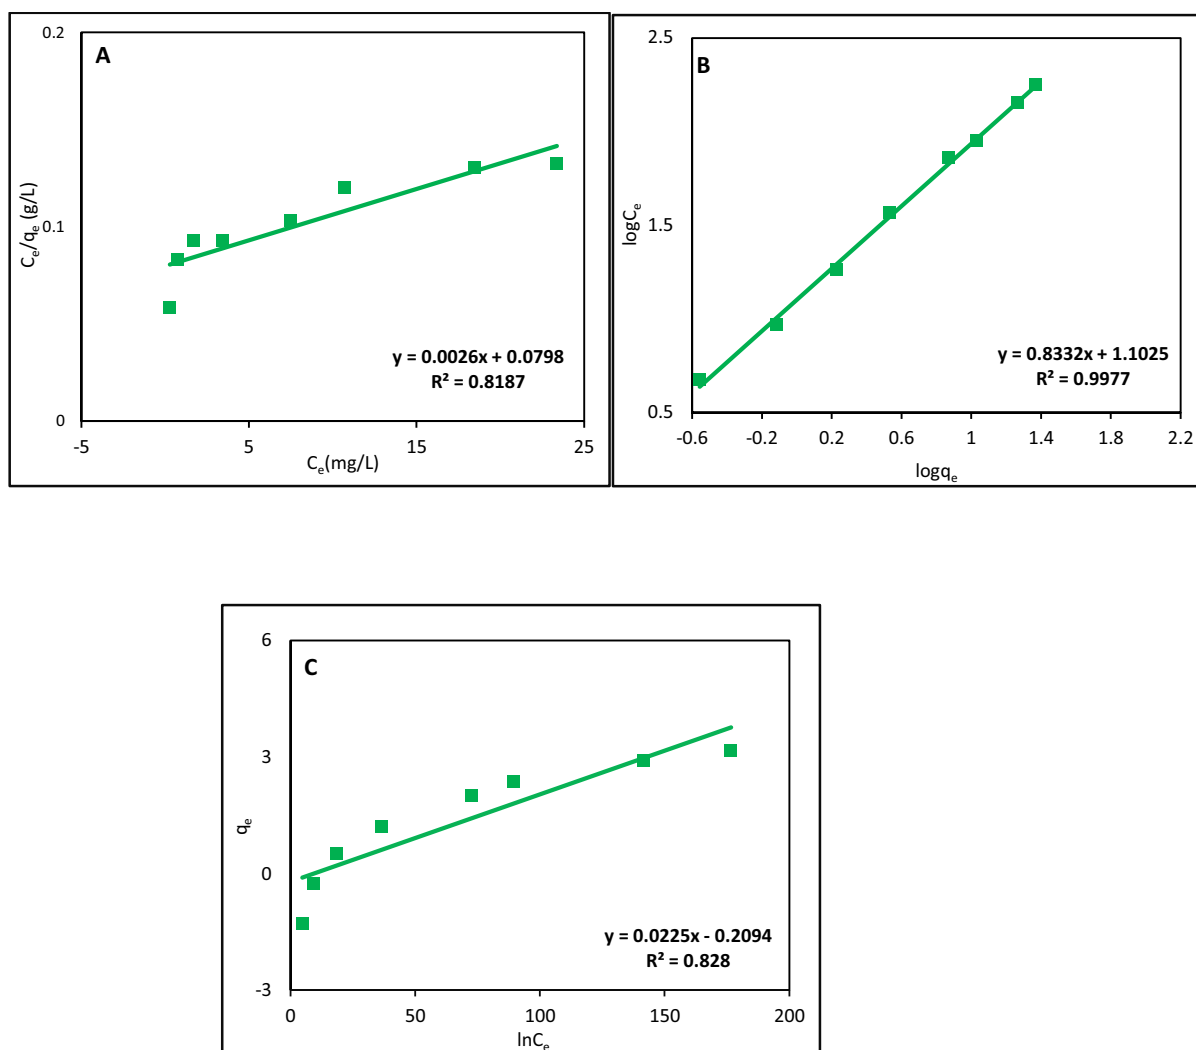 A
0.2
0.1
0
-5
5
15
25
Cₑ/qₑ (g/L)
Cₑ(mg/L)
y = 0.0026x + 0.0798
R² = 0.8187
B
2.5
1.5
0.5
-0.6
-0.2
0.2
0.6
1
1.4
1.8
2.2
logCₑ
logqₑ
y = 0.8332x + 1.1025
R² = 0.9977
C
6
3
0
-3
0
50
100
150
200
qₑ
lnCₑ
y = 0.0225x - 0.2094
R² = 0.828